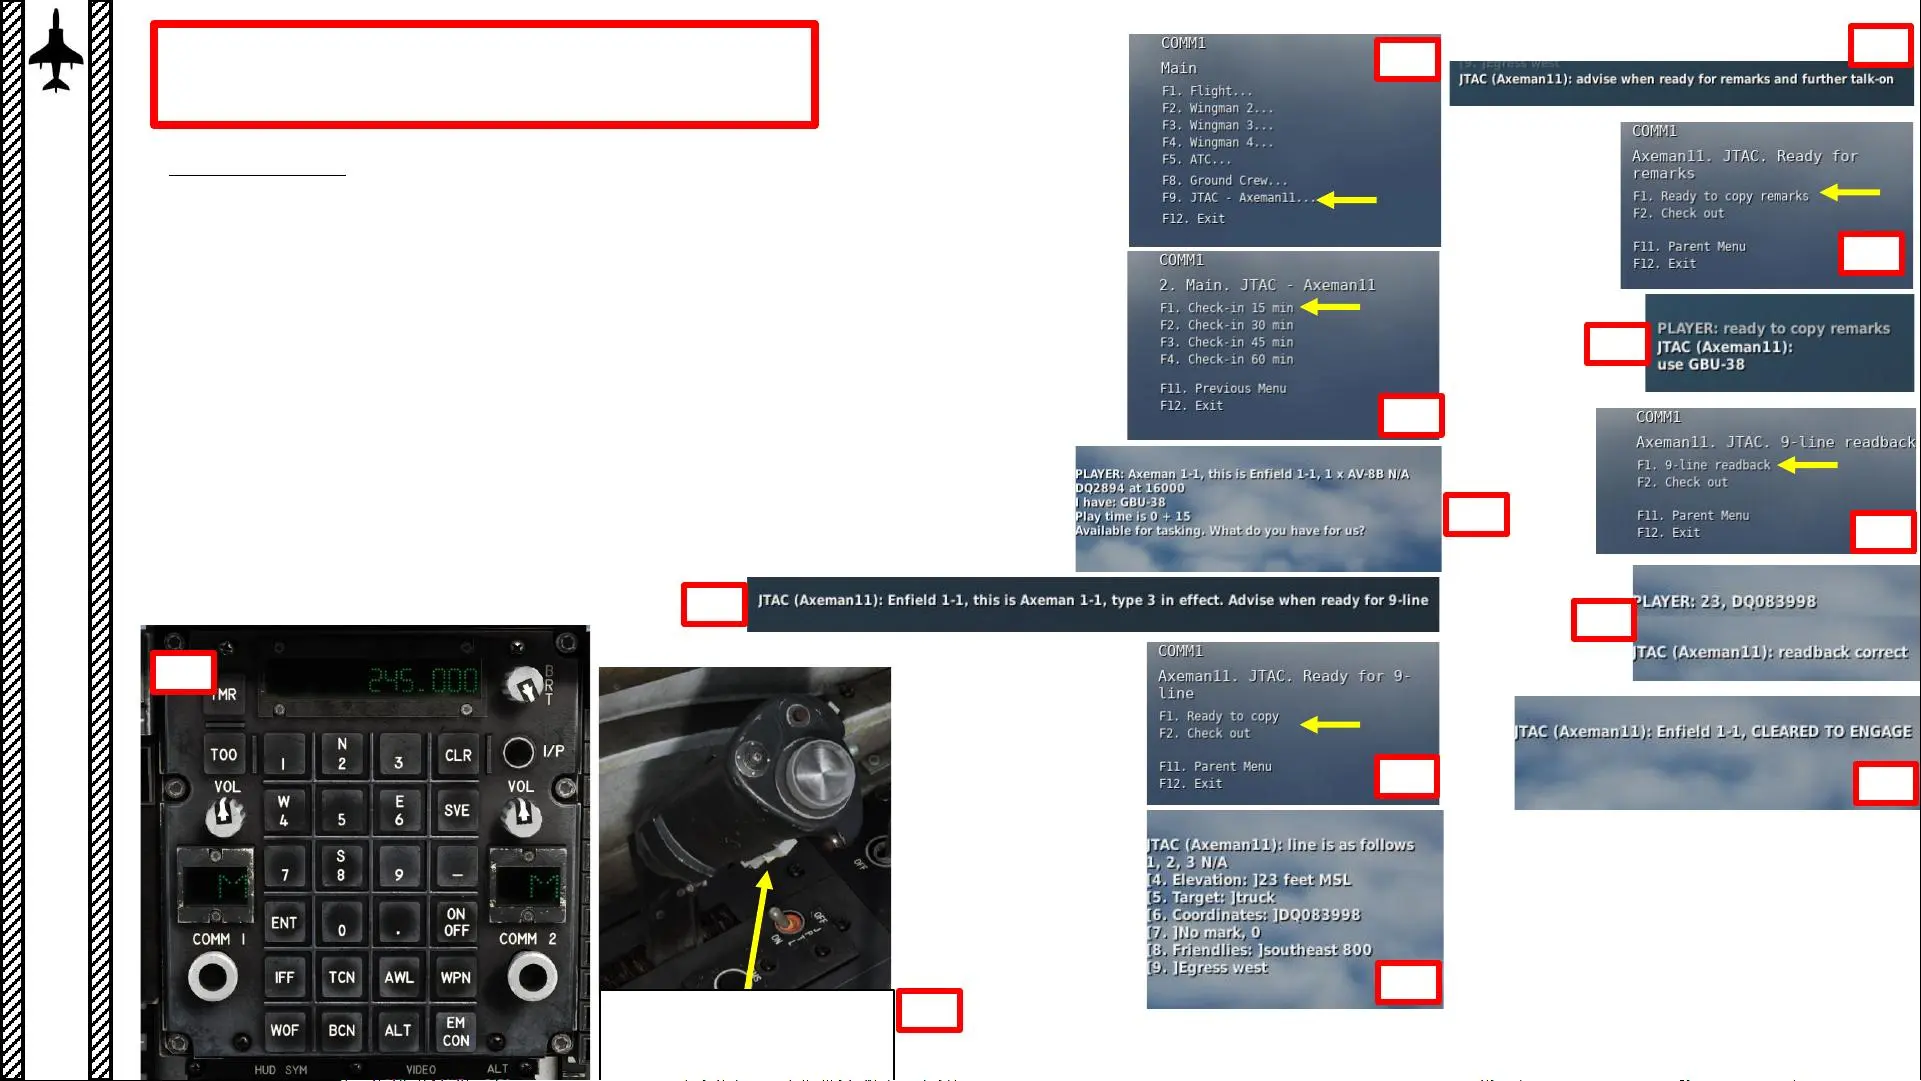 COMM1
Main
F1. Flight...
F2. Wingman 2...
F3. Wingman 3...
F4. Wingman 4...
F5. ATC...
F8. Ground Crew...
F9. JTAC - Axeman11...
F12. Exit
COMM1
2. Main. JTAC - Axeman11
F1. Check-in 15 min
F2. Check-in 30 min
F3. Check-in 45 min
F4. Check-in 60 min
F11. Previous Menu
F12. Exit
PLAYER: Axeman 1-1, this is Enfield 1-1, 1 x AV-8B N/A
DQ2894 at 16000
I have: GBU-38
Play time is 0 + 15
Available for tasking. What do you have for us?
JTAC (Axeman11): Enfield 1-1, this is Axeman 1-1, type 3 in effect. Advise when ready for 9-line
COMM1
Axeman11. JTAC. Ready for 9-
line
F1. Ready to copy
F2. Check out
F11. Parent Menu
F12. Exit
JTAC (Axeman11): line is as follows
1, 2, 3 N/A
[4. Elevation: ]23 feet MSL
[5. Target: ]truck
[6. Coordinates: ]DQ083998
[7. ]No mark, 0
[8. Friendlies: ]southeast 800
[9. ]Egress west
[9. ]Egress west
JTAC (Axeman11): advise when ready for remarks and further talk-on
COMM1
Axeman11. JTAC. Ready for
remarks
F1. Ready to copy remarks
F2. Check out
F11. Parent Menu
F12. Exit
PLAYER: ready to copy remarks
JTAC (Axeman11):
use GBU-38
COMM1
Axeman11. JTAC. 9-line readback
F1. 9-line readback
F2. Check out
F11. Parent Menu
F12. Exit
PLAYER: 23, DQ083998
JTAC (Axeman11): readback correct
JTAC (Axeman11): Enfield 1-1, CLEARED TO ENGAGE
245.000
BRT
TMR
TOO
1
N 2
3
CLR
I/P
VOL
VOL
W 4
5
E 6
SVE
7
S 8
9
–
M
M
ENT
0
.
ON OFF
COMM 1
COMM 2
IFF
TCN
AWL
WPN
WOF
BCN
ALT
EM CON
HUD SYM
VIDEO
ALT
OFF
OFF
ON